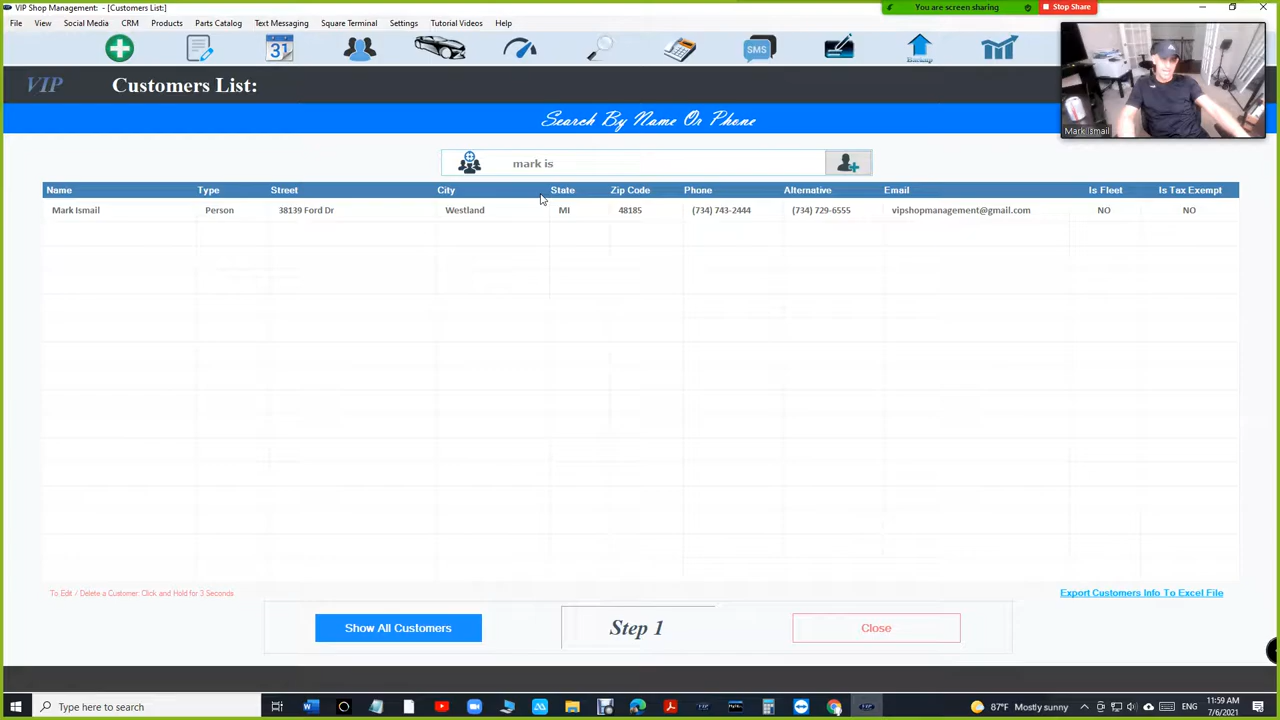 VIP Shop Management: - [Customers List:]
You are screen sharing
Stop Share
File View Social Media CRM Products Parts Catalog Text Messaging Square Terminal Settings Tutorial Videos Help
31
SMS
Backup
VIP Customers List:
Search By Name Or Phone
Mark Ismail
mark is
Name Type Street City State Zip Code Phone Alternative Email Is Fleet Is Tax Exempt
Mark Ismail Person 38139 Ford Dr Westland MI 48185 (734) 743-2444 (734) 729-6555 vipshopmanagement@gmail.com NO NO
To Edit / Delete a Customer: Click and Hold for 3 Seconds
Export Customers Info To Excel File
Show All Customers
Step 1
Close
Type here to search
87°F Mostly sunny
ENG
11:59 AM
7/6/2021